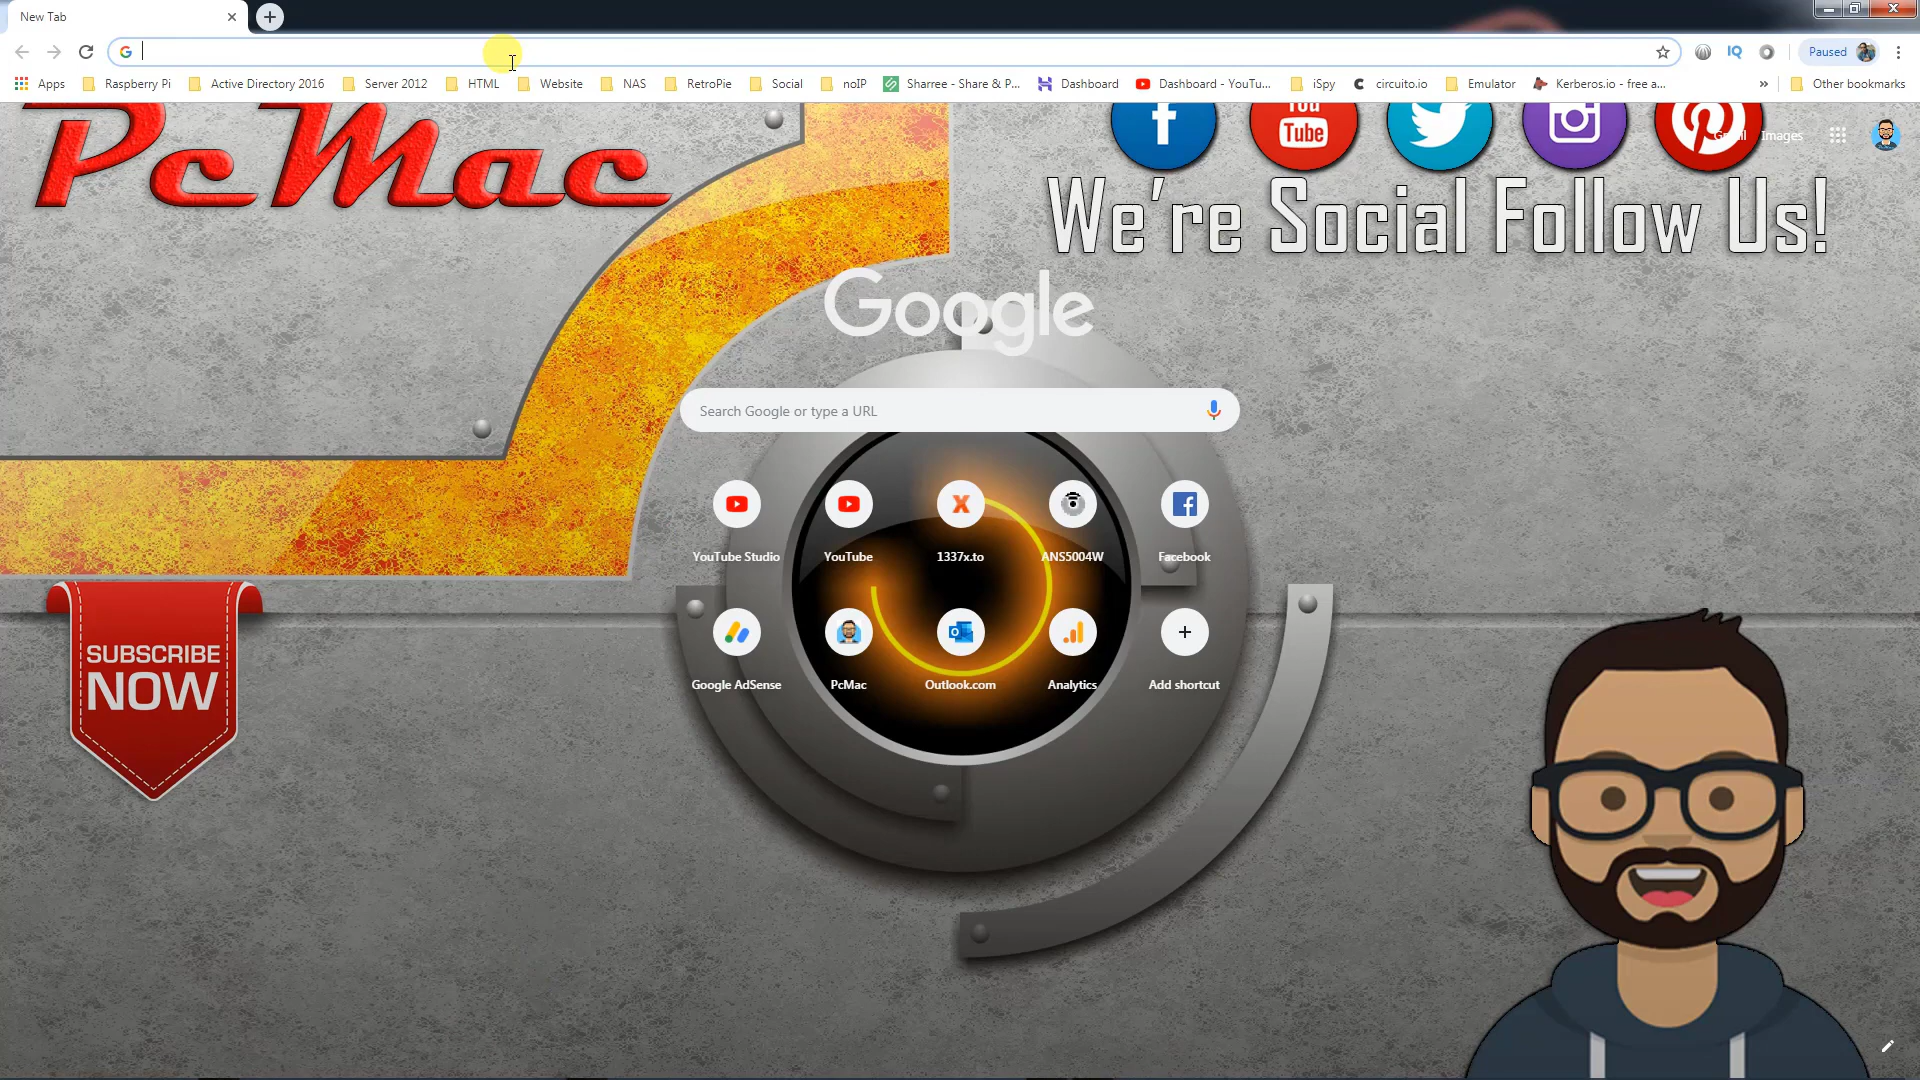 New Tab
Paused
Apps Raspberry Pi Active Directory 2016 Server 2012 HTML Website NAS RetroPie Social noIP Sharree - Share & P... Dashboard Dashboard - YouTu... iSpy circuito.io Emulator Kerberos.io - free a... » Other bookmarks
PcMac
You
Tube
Gmail Images
We're Social Follow Us!
Google
Search Google or type a URL
YouTube Studio YouTube 1337x.to ANS5004W Facebook
SUBSCRIBE
NOW
Google AdSense PcMac Outlook.com Analytics Add shortcut